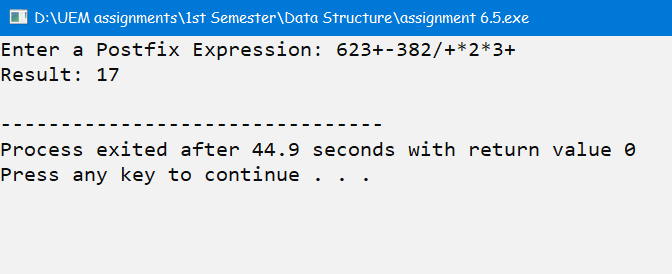 D:\UEM assignments\1st Semester\Data Structure\assignment 6.5.exe
Enter a Postfix Expression: 623+-382/+*2*3+
Result: 17
--------------------------------
Process exited after 44.9 seconds with return value 0
Press any key to continue . . .